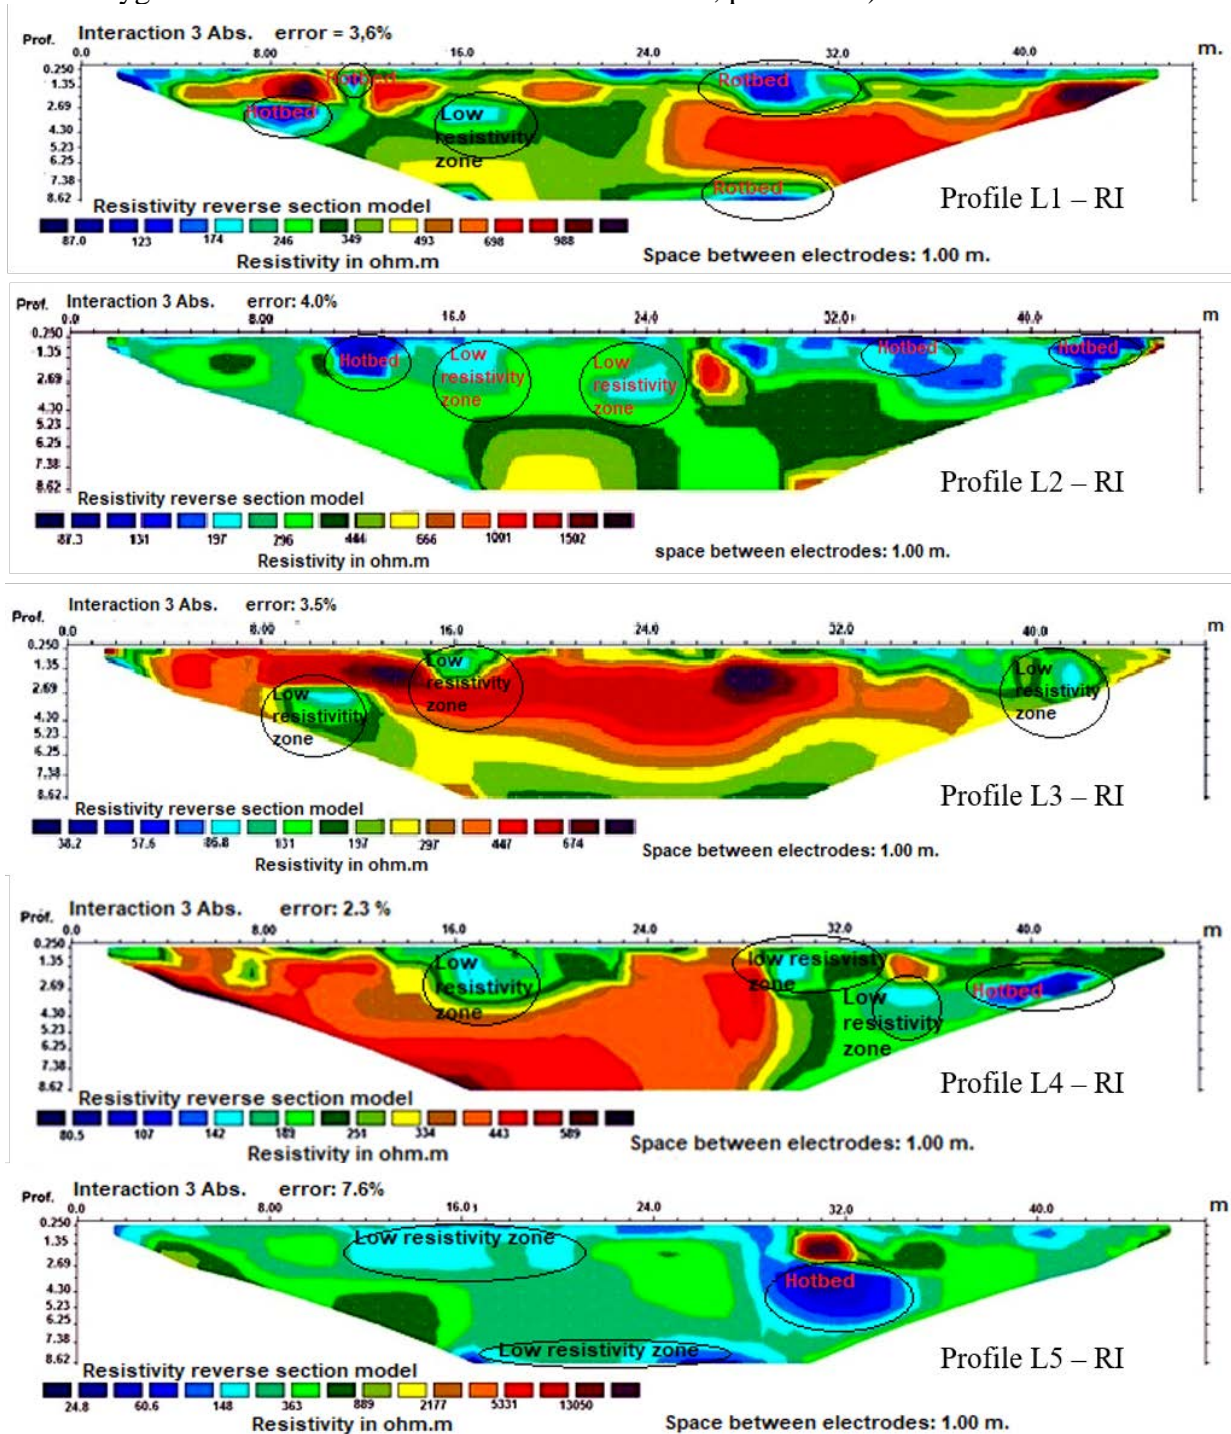 Interaction 3 Abs. error = 3,6%
Prof.
0.0 8.00 16.0 24.0 32.0 40.0 m.
0.250
1.35
2.69
4.30
5.23
6.25
7.38
8.62
Hotbed
Rotbed
Hotbed
Low
resistivity
zone
Rotbed
Profile L1 – RI
Resistivity reverse section model
87.0 123 174 246 349 493 698 988
Resistivity in ohm.m
Space between electrodes: 1.00 m.
Prof. Interaction 3 Abs. error: 4.0%
0.0 8.00 16.0 24.0 32.0 40.0 m
0.250
1.35
2.69
4.30
5.23
6.25
7.38
8.62
Hotbed
Low
resistivity
zone
Low
resistivity
zone
Hotbed
Hotbed
Profile L2 – RI
Resistivity reverse section model
87.3 131 197 296 444 666 1001 1502
Resistivity in ohm.m
space between electrodes: 1.00 m.
Interaction 3 Abs. error: 3.5%
Prof.
0.0 8.00 16.0 24.0 32.0 40.0 m
0.250
1.35
2.69
4.30
5.23
6.25
7.38
8.62
Low
resistivitity
zone
Low
resistivity
zone
Low
resistivity
zone
Profile L3 – RI
Resistivity reverse section model
38.2 57.6 86.8 131 197 297 447 674
Resistivity in ohm.m
Space between electrodes: 1.00 m.
Prof. Interaction 3 Abs. error: 2.3 %
0.0 8.00 16.0 24.0 32.0 40.0 m
0.250
1.35
2.69
4.30
5.23
6.25
7.38
8.62
Low
resistivity
zone
low resisvist
zone
Low
resistivity
zone
Hotbed
Profile L4 – RI
Resistivity reverse section model
80.5 107 142 189 251 334 443 589
Resistivity in ohm.m
Space between electrodes: 1.00 m.
Prof. Interaction 3 Abs. error: 7.6%
0.0 8.00 16.0 24.0 32.0 40.0 m
0.250
1.35
2.69
4.30
5.23
6.25
7.38
8.62
Low resistivity zone
Hotbed
Low resistivity zone
Profile L5 – RI
Resistivity reverse section model
24.8 60.6 148 363 889 2177 5331 13050
Resistivity in ohm.m
Space between electrodes: 1.00 m.